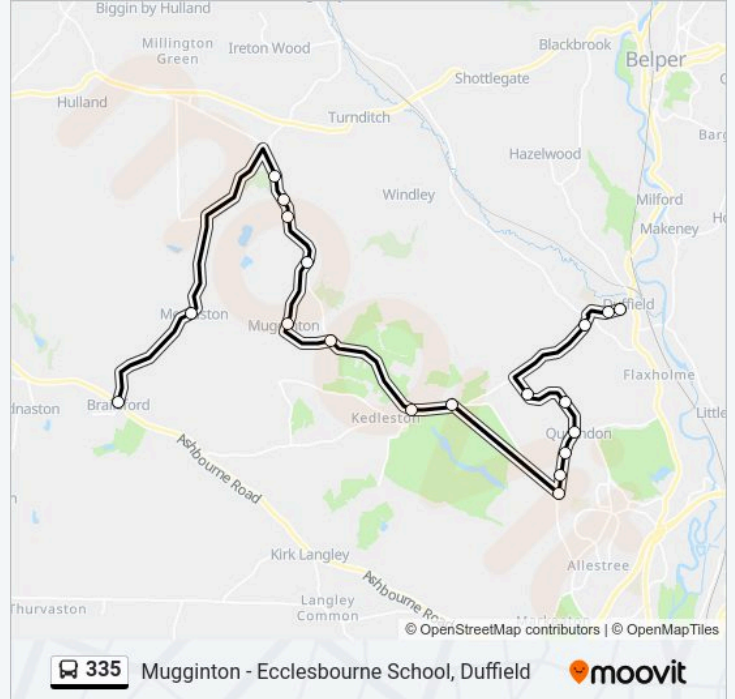 Biggin by Hulland
Millington
Green
Ireton Wood
Blackbrook
Belper
Shottlegate
Hulland
Turnditch
Hazelwood
Windley
Milford
Makeney
Duffield
Mugginton
Flaxholme
Brailsford
Kedleston
Little
Quarndon
Ashbourne Road
Kirk Langley
Allestree
Langley
Common
Ashbourne Roa
© OpenStreetMap contributors | © OpenMapTiles
335 Mugginton - Ecclesbourne School, Duffield
moovit